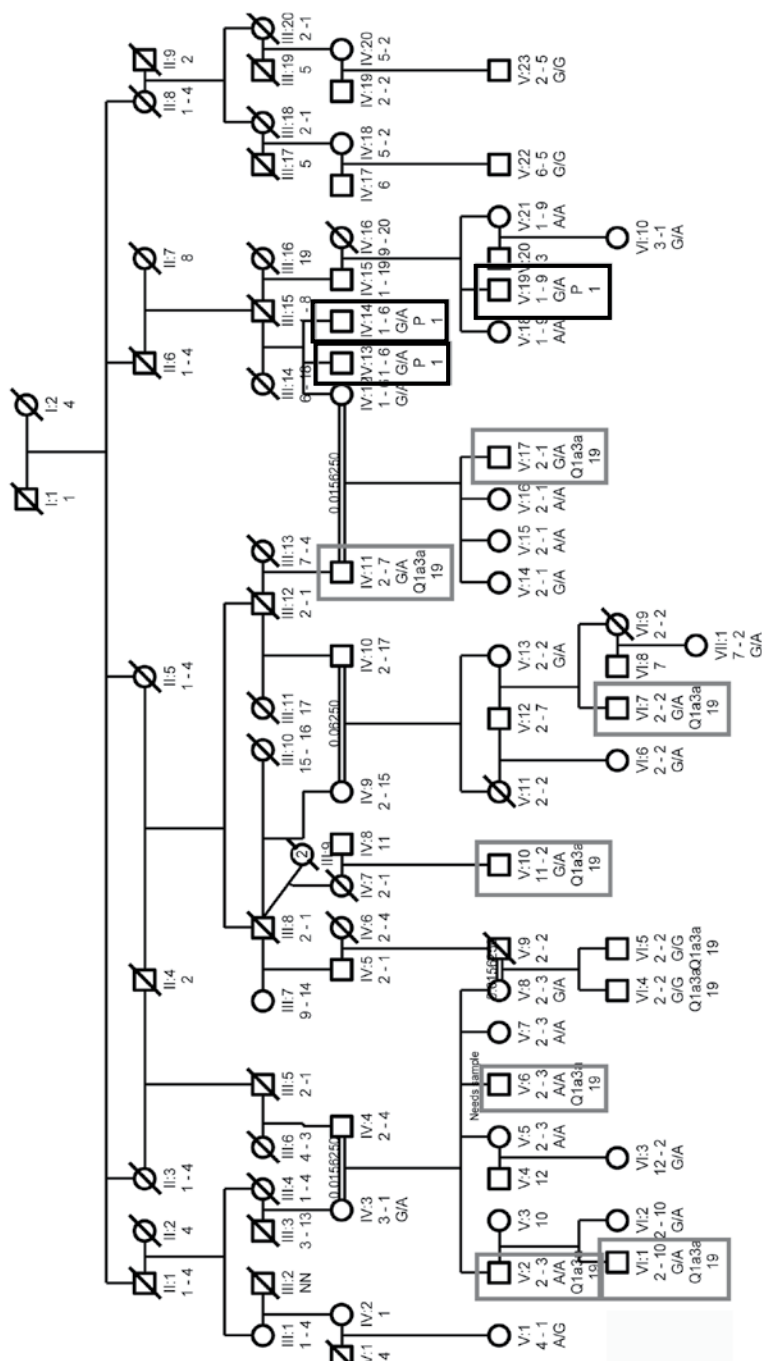 I:1
1
I:2
4
II:1
1 - 4
II:2
4
II:3
1 - 4
II:4
2
II:5
1 - 4
II:6
1 - 4
II:7
8
II:8
1 - 4
II:9
2
III:1
1 - 4
III:2
NN
III:3
3 - 13
III:4
1 - 4
III:6
4 - 3
III:5
2 - 1
III:7
9 - 14
III:8
2 - 1
2
III:9
III:10
15 - 16
III:11
17
III:12
2 - 1
III:13
7 - 4
III:14
6 - 18
III:15
- 8
III:16
19
III:17
5
III:18
2 - 1
III:19
5
III:20
2 - 1
4
IV:2
1
IV:3
3 - 1
G/A
0.0156250
IV:4
2 - 4
IV:5
2 - 1
IV:6
2 - 4
IV:7
2 - 1
IV:8
11
IV:9
2 - 15
0.06250
IV:10
2 - 17
IV:11
2 - 7
G/A
Q1a3a
19
0.0156250
G/A
IV:13
1 - 6
G/A
P
1
IV:14
1 - 6
G/A
P
1
IV:15
1 - 19
IV:16
9 - 20
IV:17
6
IV:18
5 - 2
IV:19
2 - 2
IV:20
5 - 2
V:1
4 - 1
A/G
V:2
2 - 3
A/A
Q1a3a
19
V:3
10
V:4
12
V:5
2 - 3
A/A
Needs sample
V:6
2 - 3
A/A
Q1a3a
19
V:7
2 - 3
A/A
V:8
2 - 3
G/A
V:9
2 - 2
V:10
11 - 2
G/A
Q1a3a
19
V:11
2 - 2
V:12
2 - 7
V:13
2 - 2
G/A
V:14
2 - 1
G/A
V:15
2 - 1
A/A
V:16
2 - 1
A/A
V:17
2 - 1
G/A
Q1a3a
19
V:18
1 - 9
A/A
V:19
1 - 9
G/A
P
1
V:20
3
V:21
1 - 9
A/A
V:22
6 - 5
G/G
V:23
2 - 5
G/G
VI:1
2 - 10
G/A
Q1a3a
19
VI:2
2 - 10
G/A
VI:3
12 - 2
G/A
VI:4
2 - 2
G/G
Q1a3a
19
VI:5
2 - 2
G/G
Q1a3a
19
VI:6
2 - 2
G/A
VI:7
2 - 2
G/A
Q1a3a
19
VI:8
7
VI:9
2 - 2
VI:10
3 - 1
G/A
VII:1
7 - 2
G/A